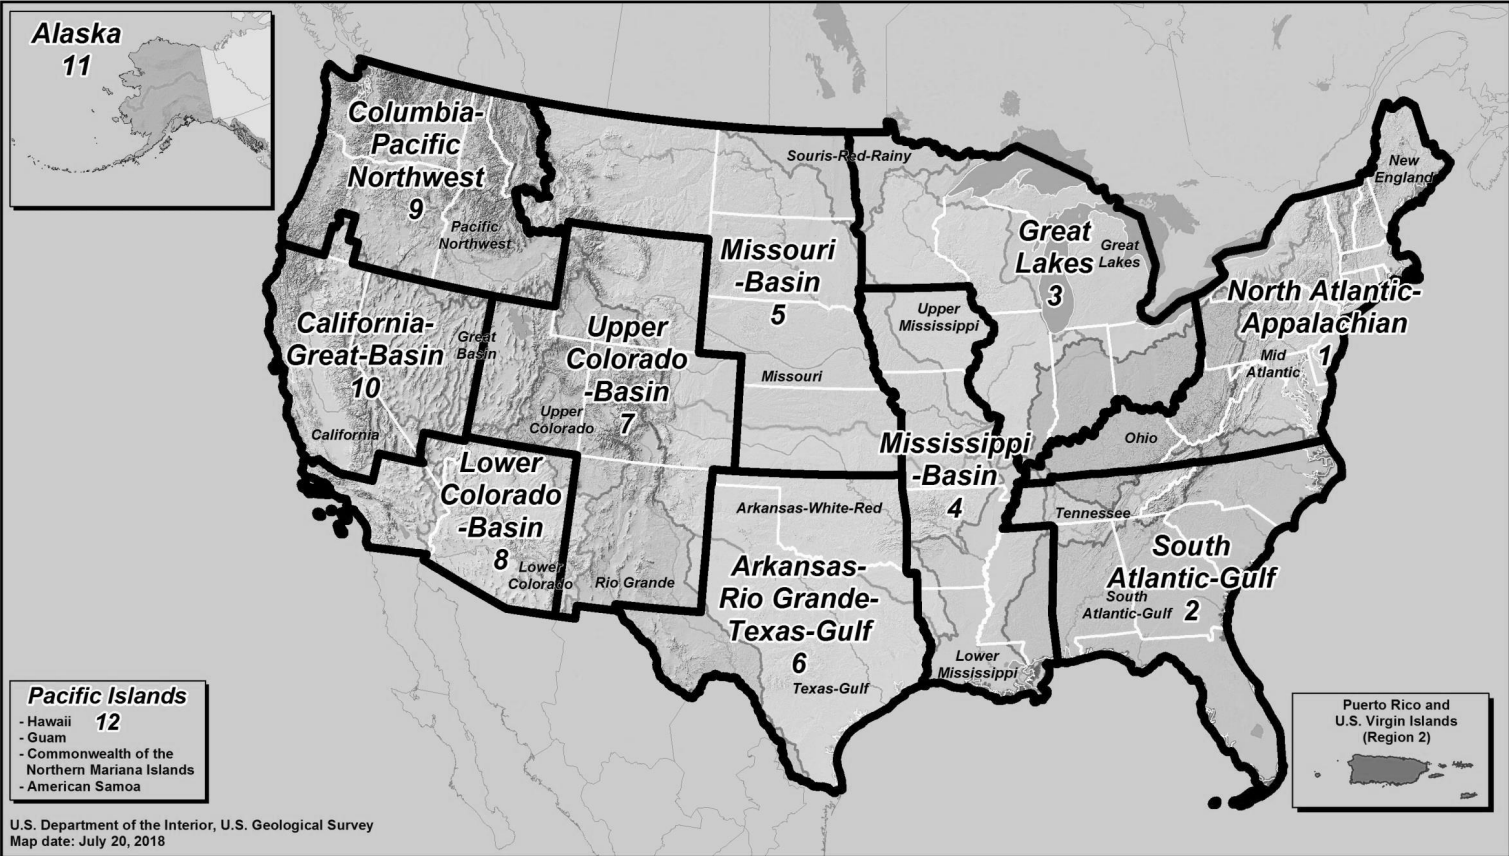 Alaska
11
Columbia-
Pacific
Northwest
9
Pacific
Northwest
Souris-Red-Rainy
New
England
Great
Lakes
3
Great
Lakes
Missouri
-Basin
5
Missouri
Upper
Mississippi
North Atlantic-
Appalachian
1
Mid
Atlantic
California-
Great-Basin
10
Great
Basin
California
Upper
Colorado
-Basin
7
Upper
Colorado
Mississippi
-Basin
4
Ohio
Lower
Colorado
-Basin
8
Lower
Colorado
Rio Grande
Arkansas-White-Red
Arkansas-
Rio Grande-
Texas-Gulf
6
Texas-Gulf
Lower
Mississippi
Tennessee
South
Atlantic-Gulf
2
South
Atlantic-Gulf
Pacific Islands
12
- Hawaii
- Guam
- Commonwealth of the
Northern Mariana Islands
- American Samoa
Puerto Rico and
U.S. Virgin Islands
(Region 2)
U.S. Department of the Interior, U.S. Geological Survey
Map date: July 20, 2018